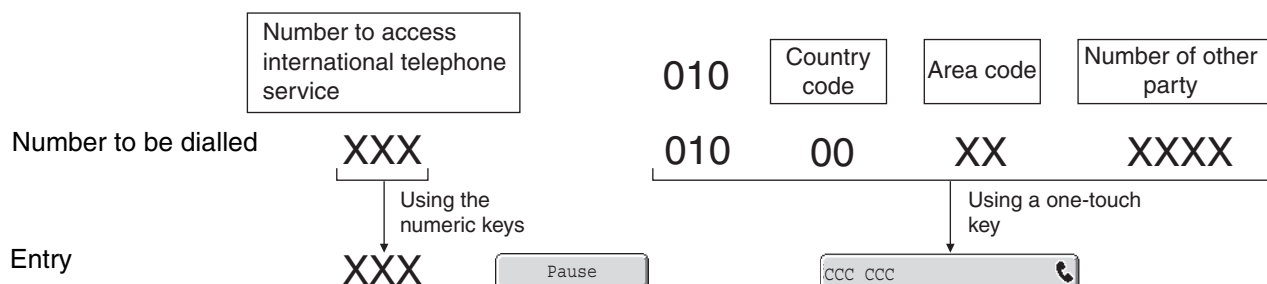 Number to access
international telephone
service
010
Country
code
Area code
Number of other
party
Number to be dialled
XXX
010
00
XX
XXXX
Using the
numeric keys
Using a one-touch
key
Entry
XXX
Pause
ccc ccc